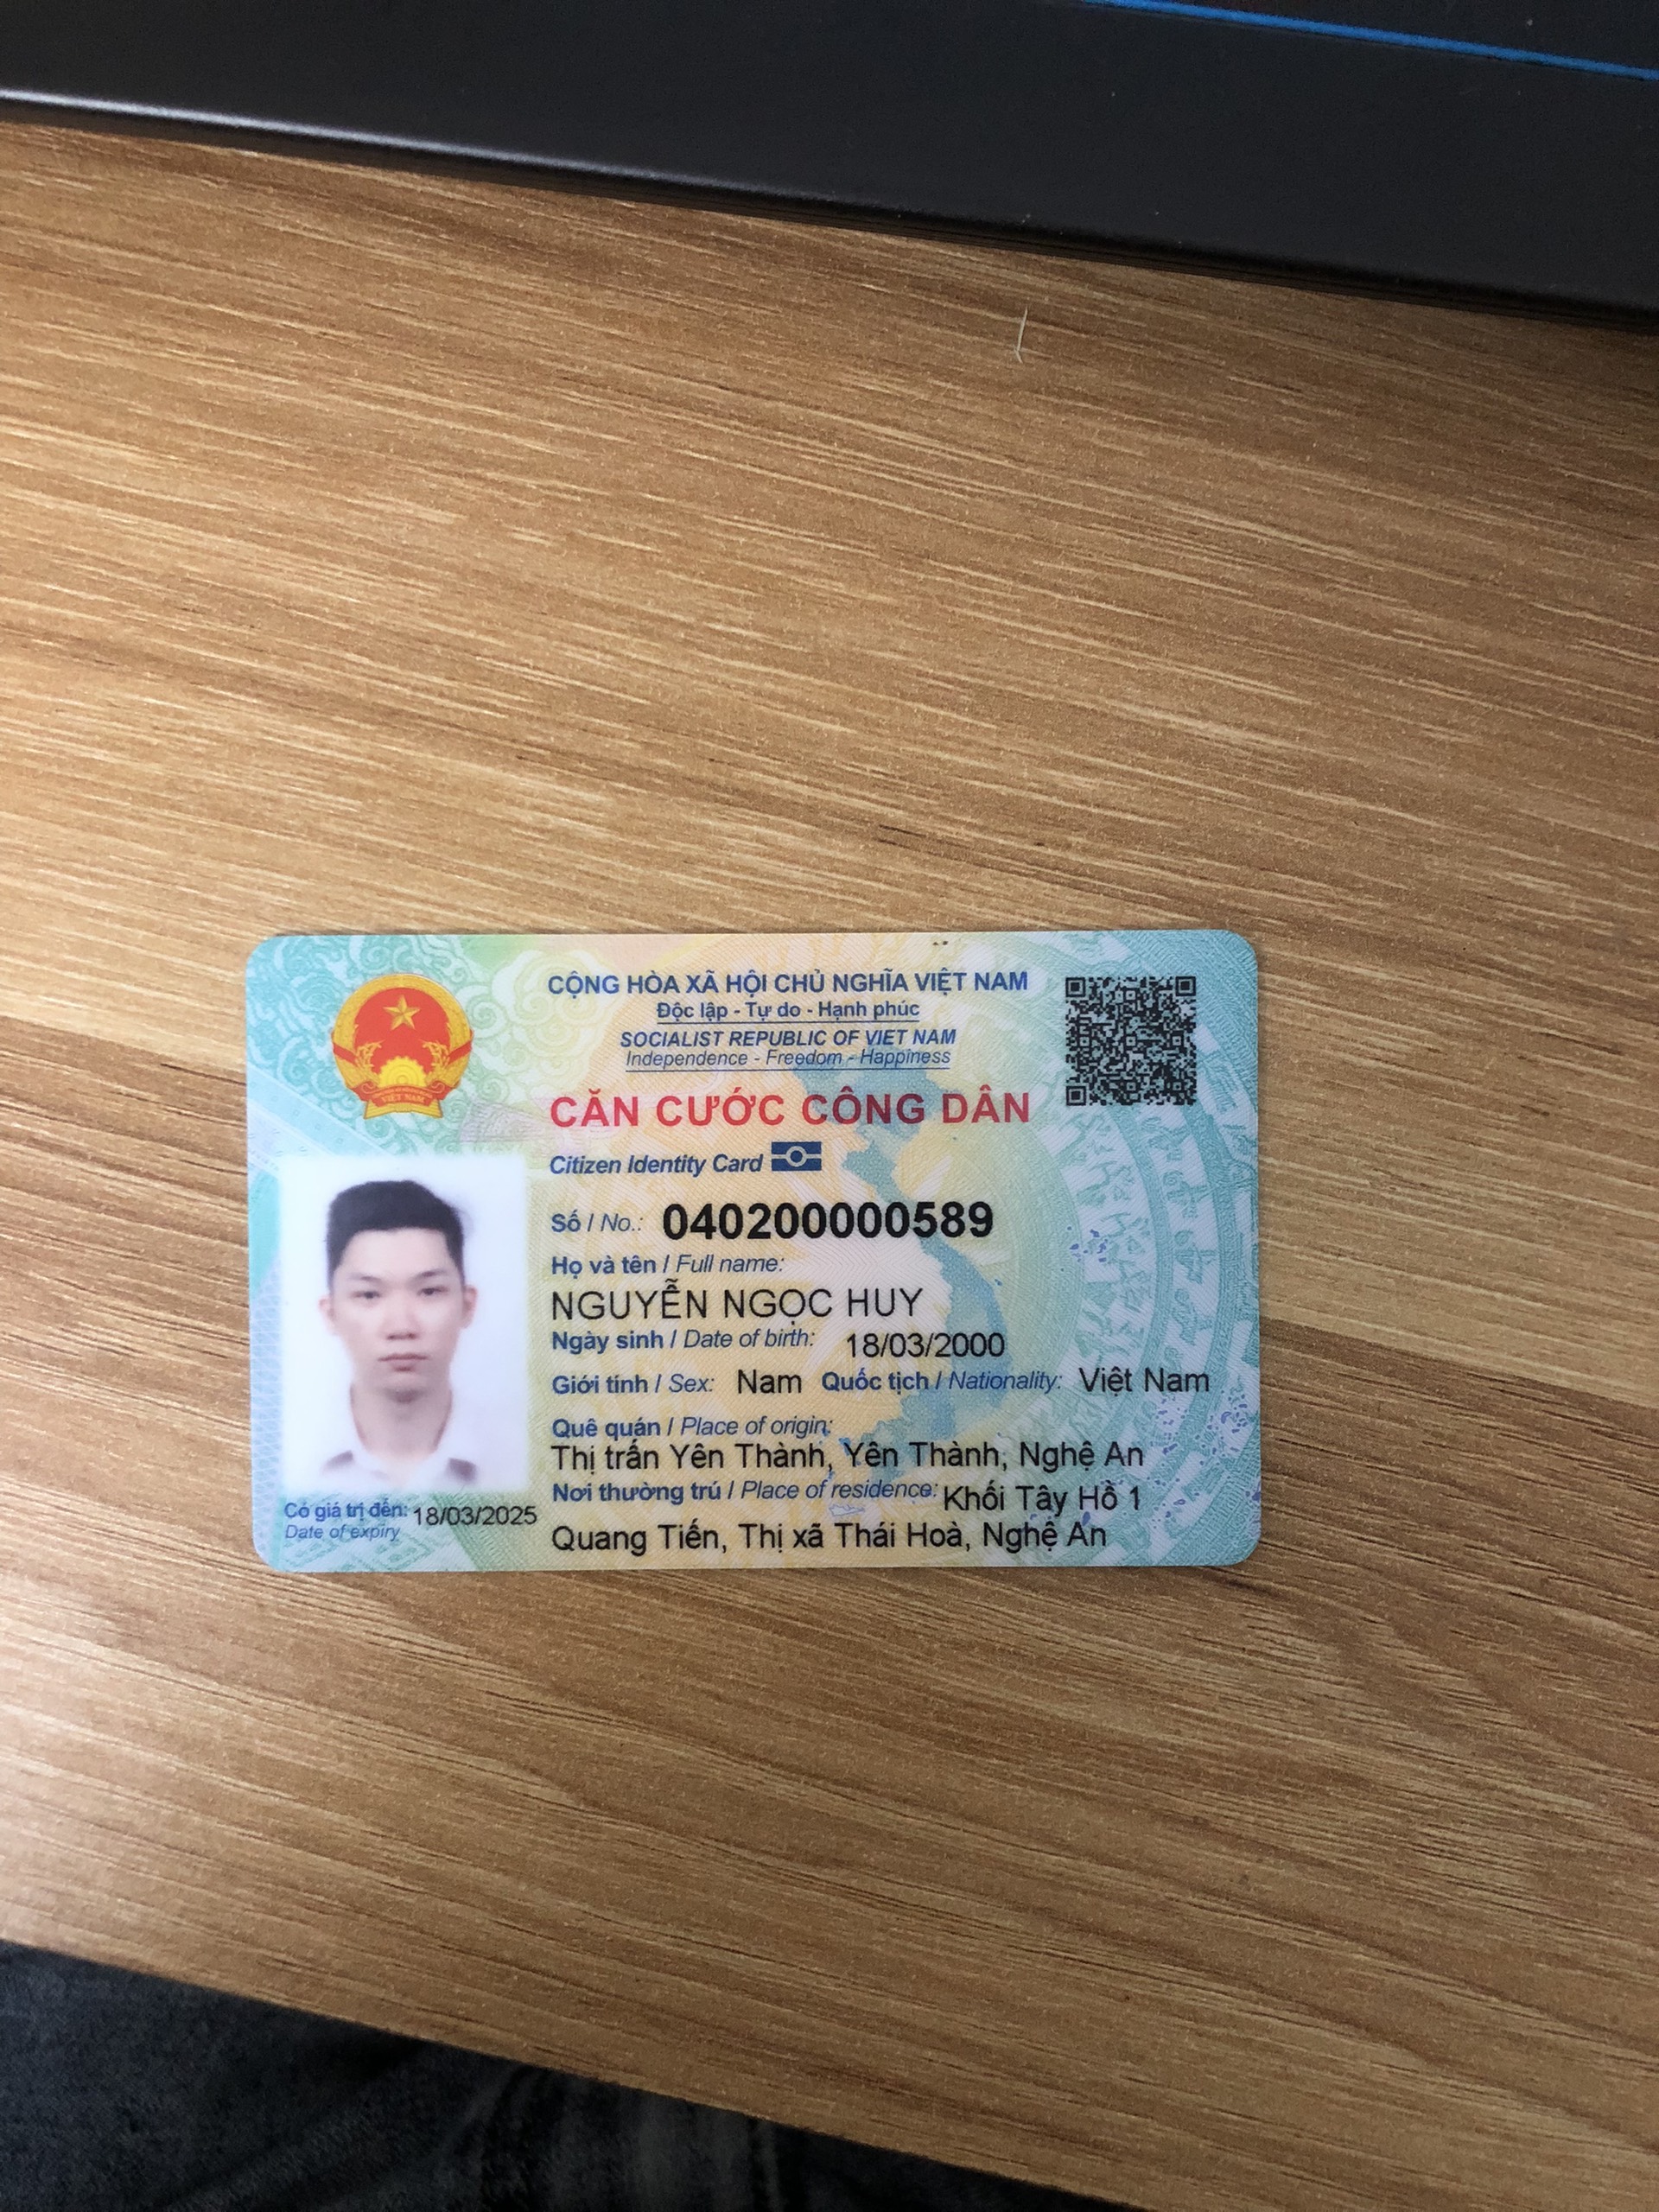 CỘNG HÒA XÃ HỘI CHỦ NGHĨA VIỆT NAM
Độc lập - Tự do - Hạnh phúc
SOCIALIST REPUBLIC OF VIET NAM
Independence - Freedom - Happiness
CĂN CƯỚC CÔNG DÂN
Citizen Identity Card
VIỆT NAM
Số / No.: 040200000589
Họ và tên / Full name:
NGUYỄN NGỌC HUY
Ngày sinh / Date of birth: 18/03/2000
Giới tính / Sex: Nam Quốc tịch / Nationality: Việt Nam
Quê quán / Place of origin:
Thị trấn Yên Thành, Yên Thành, Nghệ An
Nơi thường trú / Place of residence: Khối Tây Hồ 1
Quang Tiến, Thị xã Thái Hoà, Nghệ An
Có giá trị đến: 18/03/2025
Date of expiry